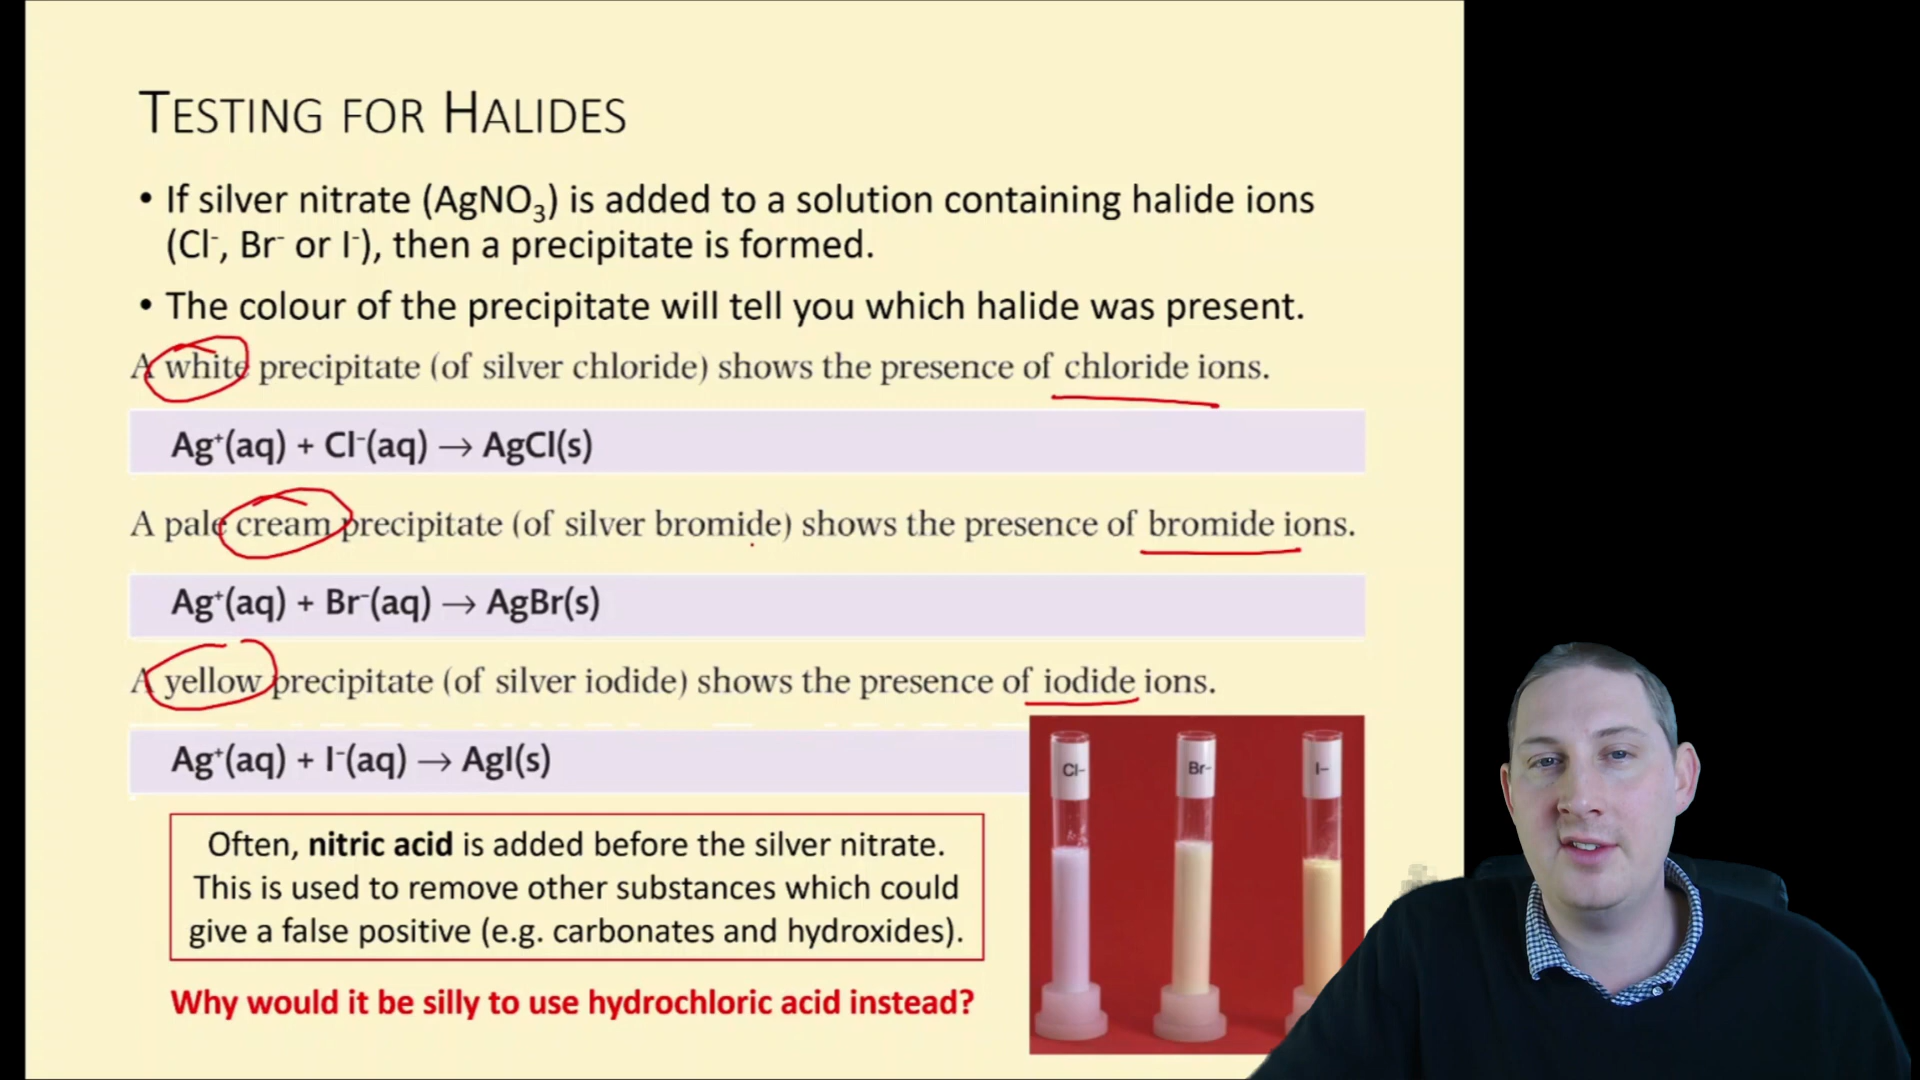 TESTING FOR HALIDES
• If silver nitrate (AgNO₃) is added to a solution containing halide ions
(Cl⁻, Br⁻ or I⁻), then a precipitate is formed.
• The colour of the precipitate will tell you which halide was present.
A white precipitate (of silver chloride) shows the presence of chloride ions.
Ag⁺(aq) + Cl⁻(aq) → AgCl(s)
A pale cream precipitate (of silver bromide) shows the presence of bromide ions.
Ag⁺(aq) + Br⁻(aq) → AgBr(s)
A yellow precipitate (of silver iodide) shows the presence of iodide ions.
Ag⁺(aq) + I⁻(aq) → AgI(s)
Cl- Br- I-
Often, nitric acid is added before the silver nitrate.
This is used to remove other substances which could
give a false positive (e.g. carbonates and hydroxides).
Why would it be silly to use hydrochloric acid instead?